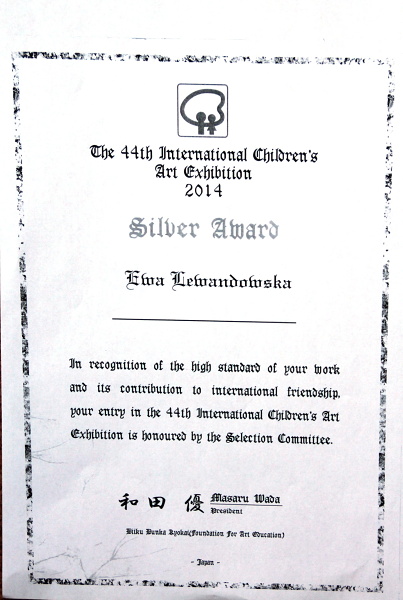 The 44th International Children's
Art Exhibition
2014
Silver Award
Ewa Lewandowska
In recognition of the high standard of your work
and its contribution to international friendship,
your entry in the 44th International Children's Art
Exhibition is honoured by the Selection Committee.
和田 優 Masaru Wada
President
Biiku Bunka Kyokai(Foundation For Art Education)
- Japan -